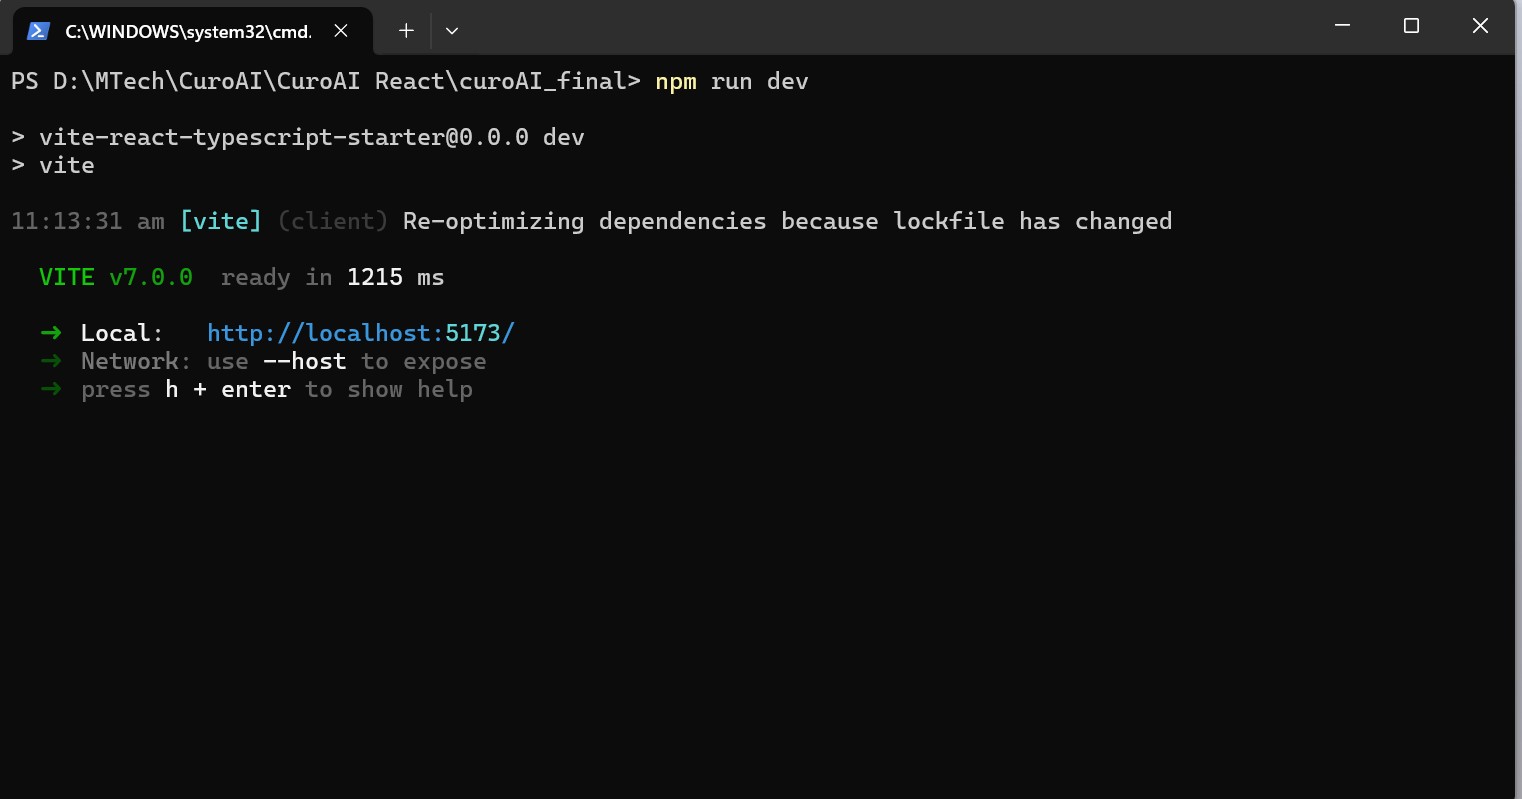 C:\WINDOWS\system32\cmd.
PS D:\MTech\CuroAI\CuroAI React\curoAI_final> npm run dev
> vite-react-typescript-starter@0.0.0 dev
> vite
11:13:31 am [vite] (client) Re-optimizing dependencies because lockfile has changed
VITE v7.0.0  ready in 1215 ms
➜  Local:   http://localhost:5173/
➜  Network: use --host to expose
➜  press h + enter to show help